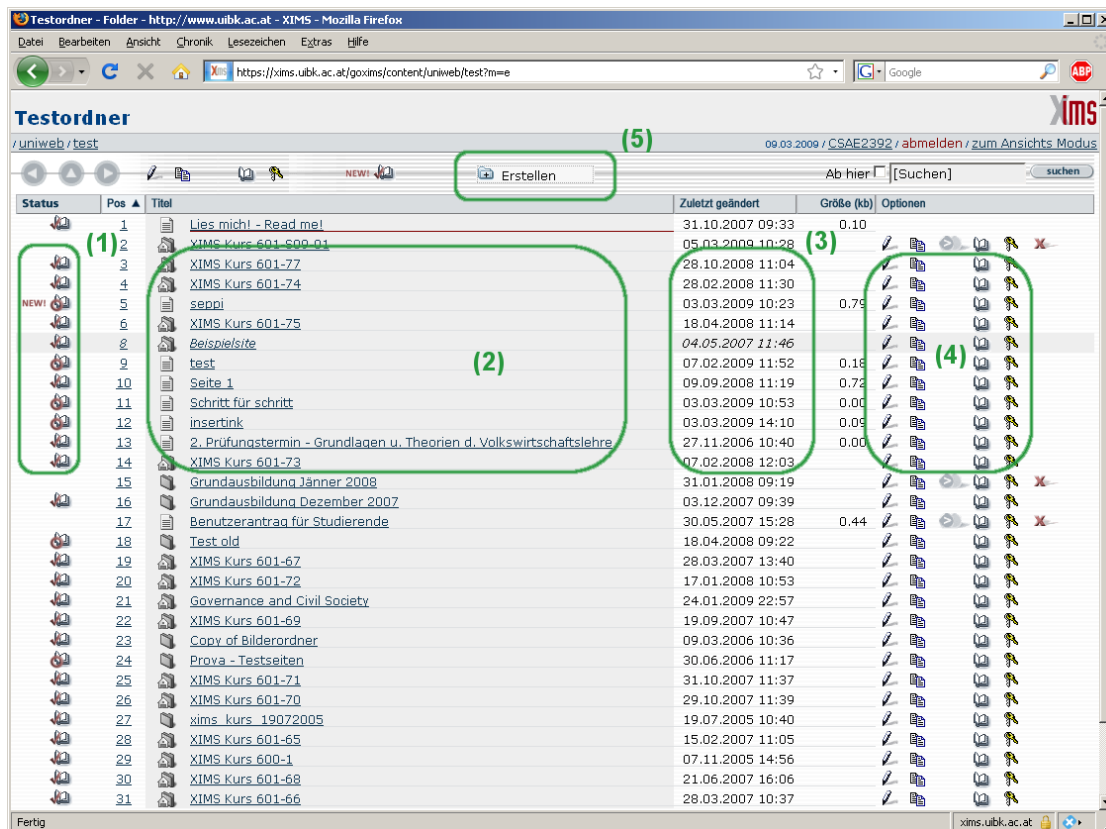 Testordner - Folder - http://www.uibk.ac.at - XIMS - Mozilla Firefox
Datei Bearbeiten Ansicht Chronik Lesezeichen Extras Hilfe
Xims https://xims.uibk.ac.at/goxims/content/uniweb/test?m=e G Google ABP
Testordner Xims
/ uniweb / test (5) 09.03.2009 / CSAE2392 / abmelden / zum Ansichts Modus
NEW! Erstellen Ab hier [Suchen] suchen
Status Pos ▲ Titel Zuletzt geändert Größe (kb) Optionen
1 Lies mich! - Read me! 31.10.2007 09:33 0.10
(1) 2 XIMS Kurs 601-S09-01 05.03.2009 10:28 (3)
3 XIMS Kurs 601-77 28.10.2008 11:04
4 XIMS Kurs 601-74 28.02.2008 11:30
NEW! 5 seppi 03.03.2009 10:23 0.79
6 XIMS Kurs 601-75 18.04.2008 11:14
8 Beispielsite 04.05.2007 11:46
9 test (2) 07.02.2009 11:52 0.18 (4)
10 Seite 1 09.09.2008 11:19 0.72
11 Schritt für schritt 03.03.2009 10:53 0.00
12 insertink 03.03.2009 14:10 0.09
13 2. Prüfungstermin - Grundlagen u. Theorien d. Volkswirtschaftslehre 27.11.2006 10:40 0.00
14 XIMS Kurs 601-73 07.02.2008 12:03
15 Grundausbildung Jänner 2008 31.01.2008 09:19
16 Grundausbildung Dezember 2007 03.12.2007 09:39
17 Benutzerantrag für Studierende 30.05.2007 15:28 0.44
18 Test old 18.04.2008 09:22
19 XIMS Kurs 601-67 28.03.2007 13:40
20 XIMS Kurs 601-72 17.01.2008 10:53
21 Governance and Civil Society 24.01.2009 22:57
22 XIMS Kurs 601-69 19.09.2007 10:47
23 Copy of Bilderordner 09.03.2006 10:36
24 Prova - Testseiten 30.06.2006 11:17
25 XIMS Kurs 601-71 31.10.2007 11:37
26 XIMS Kurs 601-70 29.10.2007 11:39
27 xims_kurs_19072005 19.07.2005 10:40
28 XIMS Kurs 601-65 15.02.2007 11:05
29 XIMS Kurs 600-1 07.11.2005 14:56
30 XIMS Kurs 601-68 21.06.2007 16:06
31 XIMS Kurs 601-66 28.03.2007 10:37
Fertig xims.uibk.ac.at